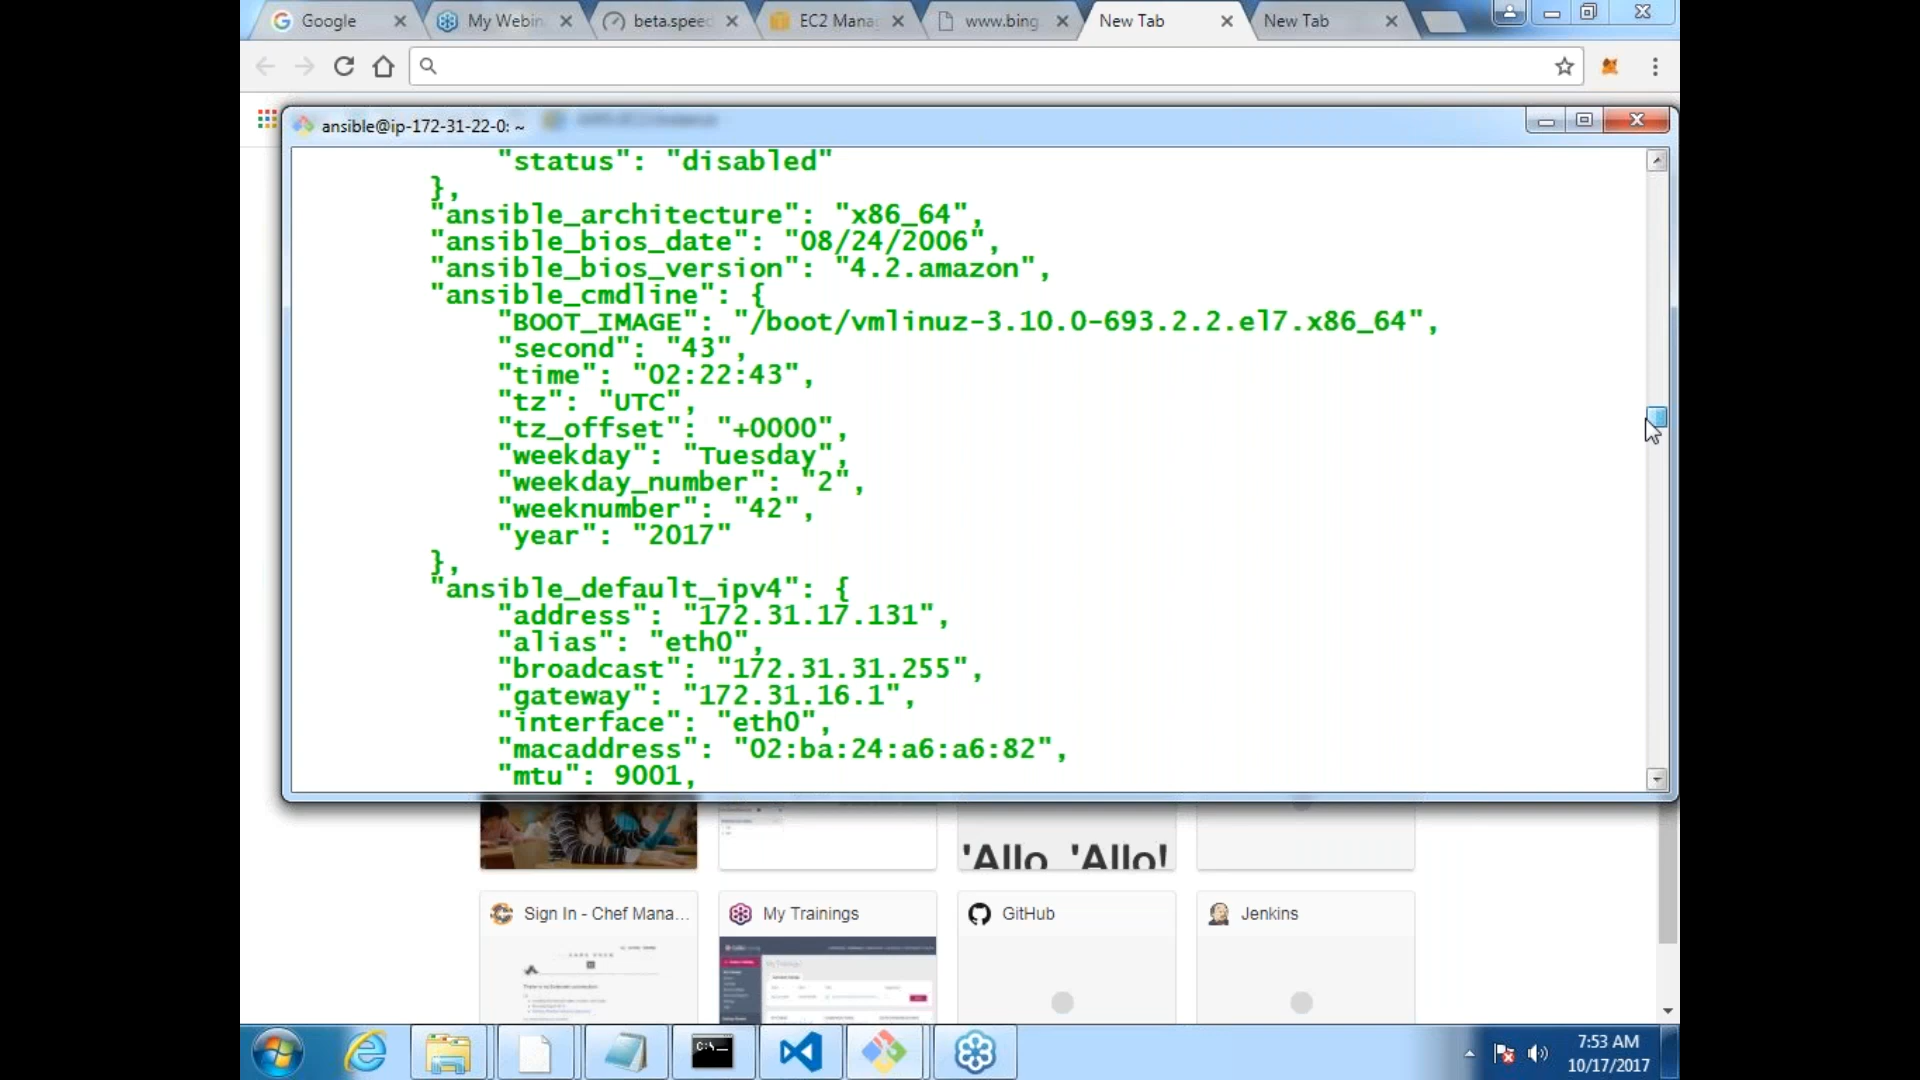 Google
My Webin
beta.speed
EC2 Mana
www.bing
New Tab
New Tab
ansible@ip-172-31-22-0: ~
"status": "disabled"
},
"ansible_architecture": "x86_64",
"ansible_bios_date": "08/24/2006",
"ansible_bios_version": "4.2.amazon",
"ansible_cmdline": {
"BOOT_IMAGE": "/boot/vmlinuz-3.10.0-693.2.2.el7.x86_64",
"second": "43",
"time": "02:22:43",
"tz": "UTC",
"tz_offset": "+0000",
"weekday": "Tuesday",
"weekday_number": "2",
"weeknumber": "42",
"year": "2017"
},
"ansible_default_ipv4": {
"address": "172.31.17.131",
"alias": "eth0",
"broadcast": "172.31.31.255",
"gateway": "172.31.16.1",
"interface": "eth0",
"macaddress": "02:ba:24:a6:a6:82",
"mtu": 9001,
'Allo, 'Allo!
Sign In - Chef Mana...
My Trainings
GitHub
Jenkins
C:\_
7:53 AM
10/17/2017